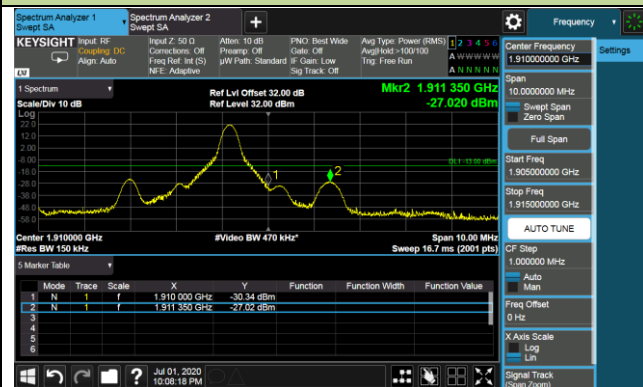 Spectrum Analyzer 1
Swept SA
Spectrum Analyzer 2
Swept SA
+
Frequency
KEYSIGHT
Input: RF
Coupling: DC
Align: Auto
Input Z: 50 Ω
Corrections: Off
Freq Ref: Int (S)
NFE: Adaptive
Atten: 10 dB
Preamp: Off
µW Path: Standard
PNO: Best Wide
Gate: Off
IF Gain: Low
Sig Track: Off
Avg Type: Power (RMS)
Avg|Hold:>100/100
Trig: Free Run
1 2 3 4 5 6
A W W W W W
A N N N N N
LXI
1 Spectrum
Scale/Div 10 dB
Ref Lvl Offset 32.00 dB
Ref Level 32.00 dBm
Mkr2 1.911 350 GHz
-27.020 dBm
Log
22.0
12.0
2.00
-8.00
-18.0
-28.0
-38.0
-48.0
-58.0
DL1 -13.00 dBm
1
2
Center 1.910000 GHz
#Res BW 150 kHz
#Video BW 470 kHz*
Span 10.00 MHz
Sweep 16.7 ms (2001 pts)
5 Marker Table
Mode Trace Scale X Y Function Function Width Function Value
1 N 1 f 1.910 000 GHz -30.34 dBm
2 N 1 f 1.911 350 GHz -27.02 dBm
3
4
5
6
Center Frequency
1.910000000 GHz
Settings
Span
10.0000000 MHz
Swept Span
Zero Span
Full Span
Start Freq
1.905000000 GHz
Stop Freq
1.915000000 GHz
AUTO TUNE
CF Step
1.000000 MHz
Auto
Man
Freq Offset
0 Hz
X Axis Scale
Log
Lin
Signal Track
(Span Zoom)
?
Jul 01, 2020
10:08:18 PM